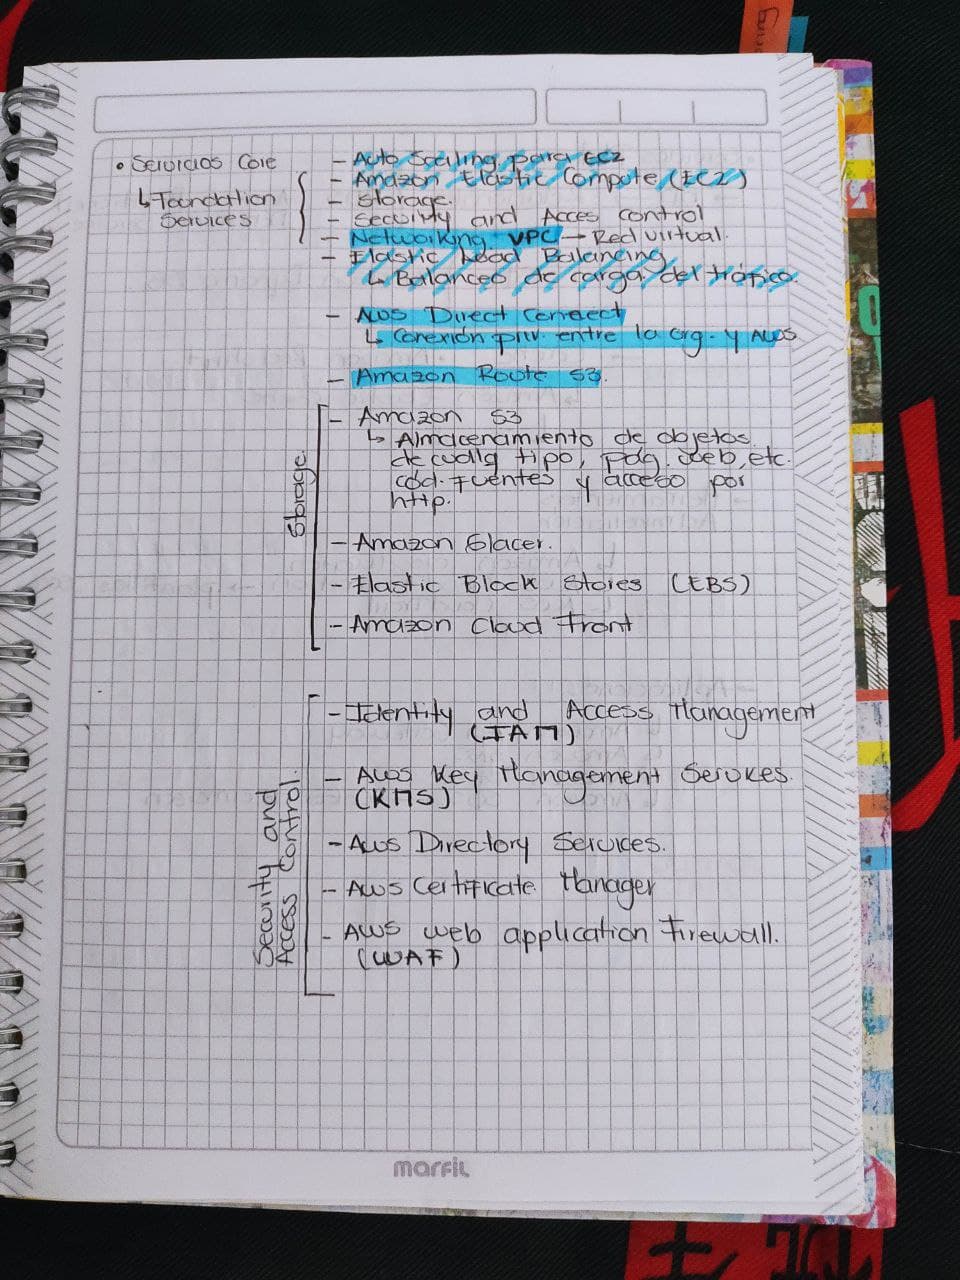 • Servicios Core
↳ Foundation
Services
- Auto Scaling para EC2
- Amazon Elastic Compute (EC2)
- Storage.
- Security and Acces control
- Networking VPC → Red virtual.
- Elastic Load Balancing
↳ Balanceo de carga del tráfico.
- AWS Direct Connect
↳ Conexión priv. entre la org. y AWS
- Amazon Route 53.
Storage
- Amazon S3
↳ Almacenamiento de objetos
de cualq tipo, pág. web, etc.
cód. fuentes y acceso por
http.
- Amazon Glacer.
- Elastic Block Stores (EBS)
- Amazon Cloud Front
Security and
Access Control.
- Identity and Access Management
(IAM)
- AWS Key Management Services.
(KMS)
- AWS Directory Services.
- AWS Certificate Manager
- AWS web application Firewall.
(WAF)
marfil